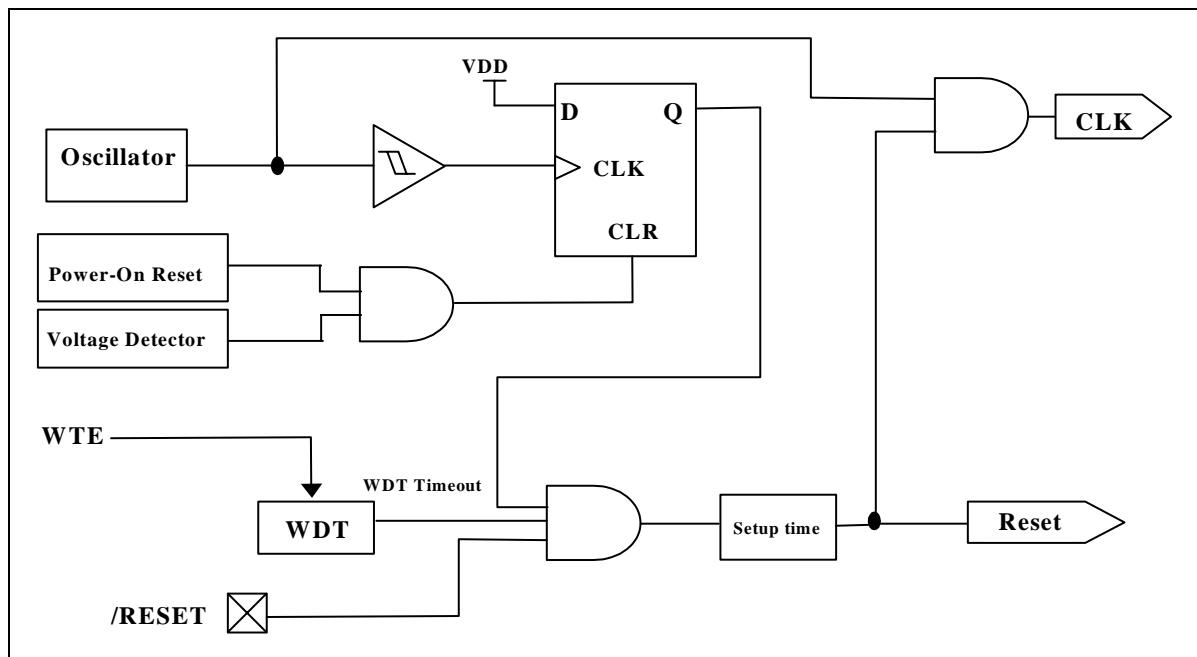 VDD
D Q
CLK
Oscillator
CLK
CLR
Power-On Reset
Voltage Detector
WTE
WDT Timeout
WDT
Setup time
Reset
/RESET